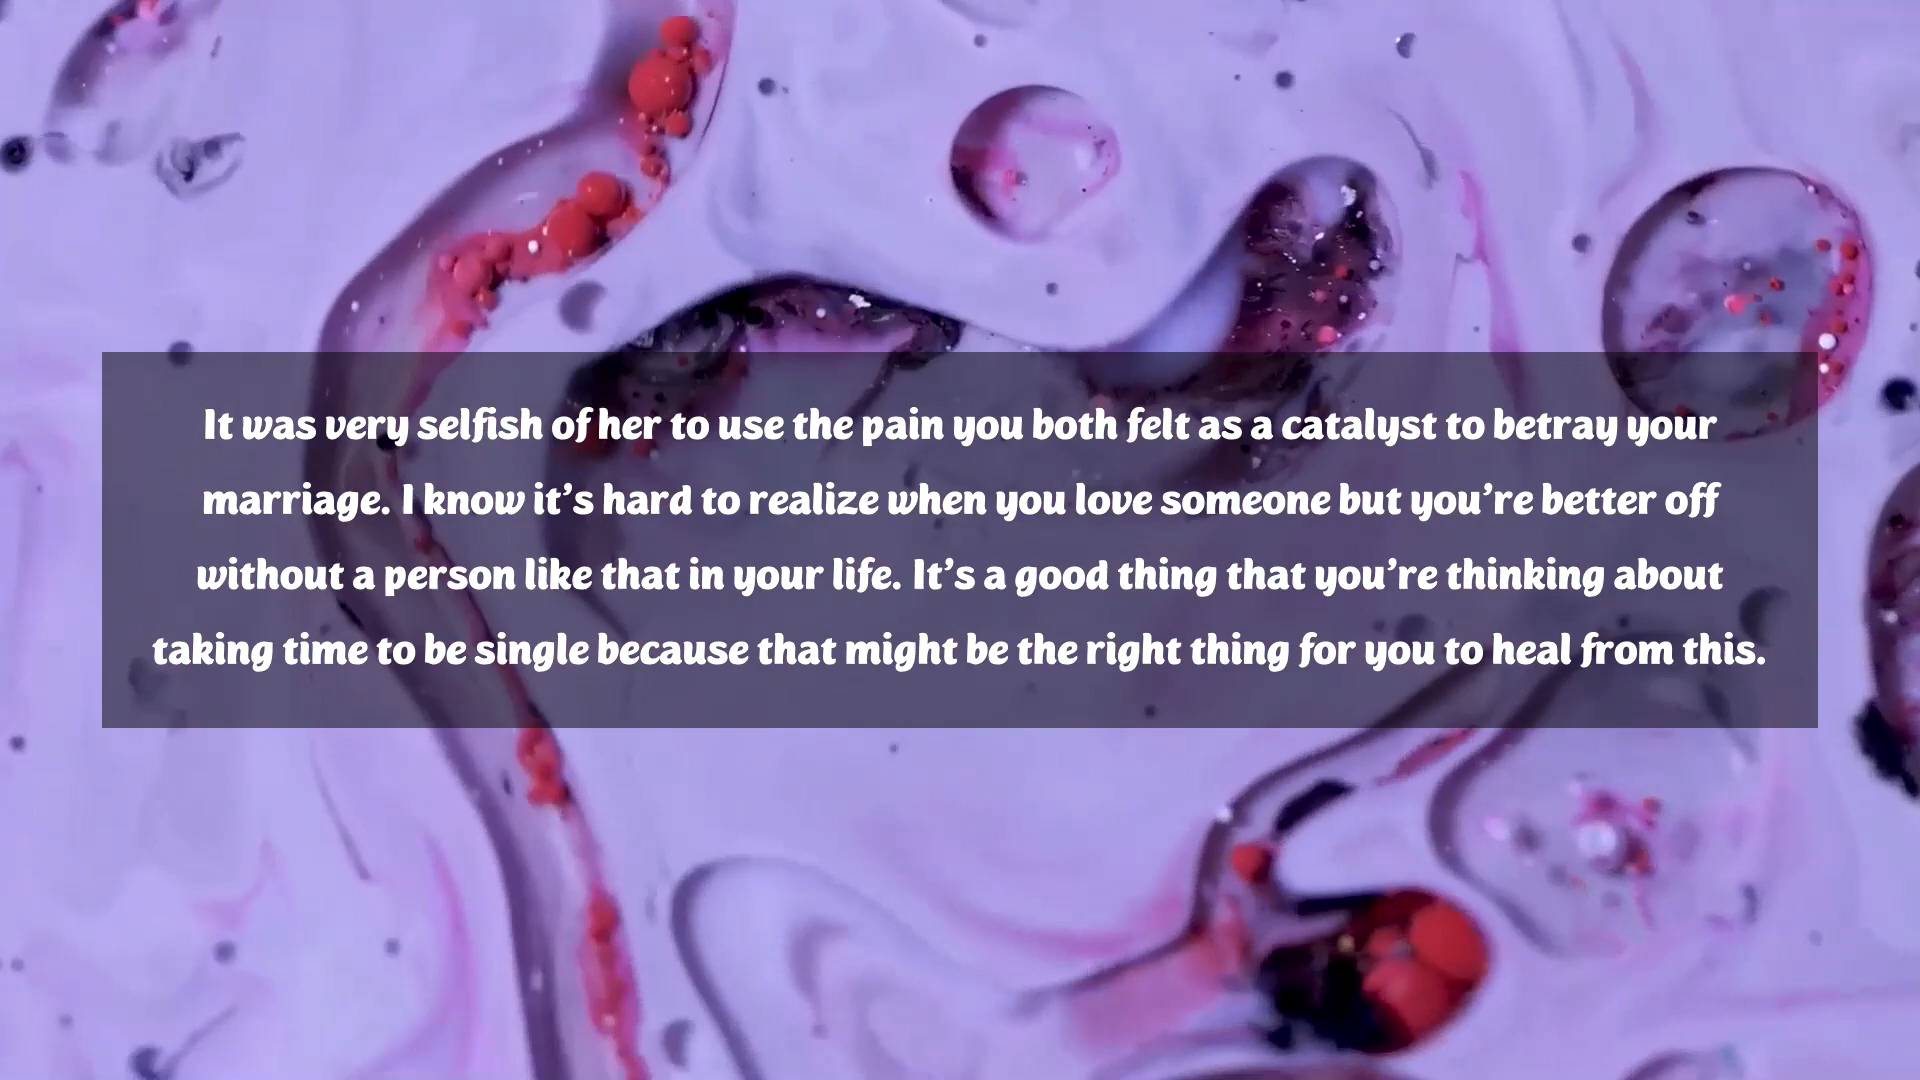 It was very selfish of her to use the pain you both felt as a catalyst to betray your
marriage. I know it’s hard to realize when you love someone but you’re better off
without a person like that in your life. It’s a good thing that you’re thinking about
taking time to be single because that might be the right thing for you to heal from this.